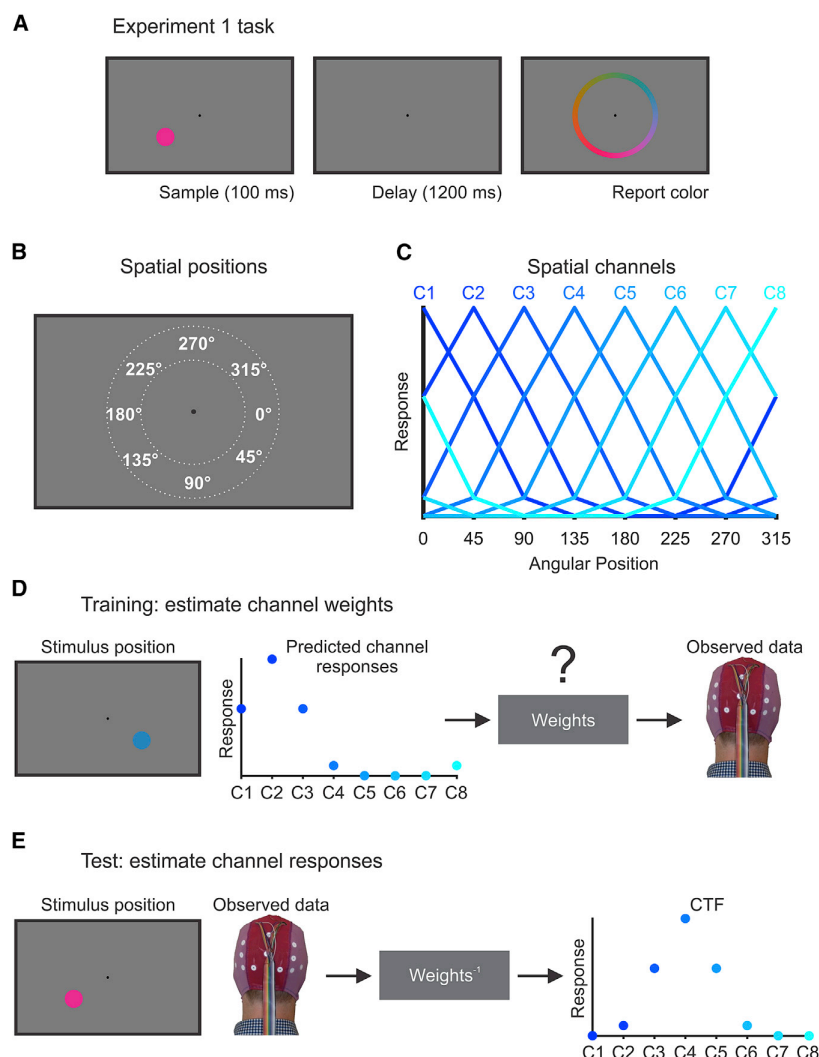 A
Experiment 1 task
Sample (100 ms)
Delay (1200 ms)
Report color
B
Spatial positions
270°
225°
315°
180°
0°
135°
45°
90°
C
Spatial channels
C1 C2 C3 C4 C5 C6 C7 C8
Response
0 45 90 135 180 225 270 315
Angular Position
D
Training: estimate channel weights
Stimulus position
Predicted channel
responses
Response
C1 C2 C3 C4 C5 C6 C7 C8
?
Weights
Observed data
E
Test: estimate channel responses
Stimulus position
Observed data
Weights⁻¹
CTF
Response
C1 C2 C3 C4 C5 C6 C7 C8